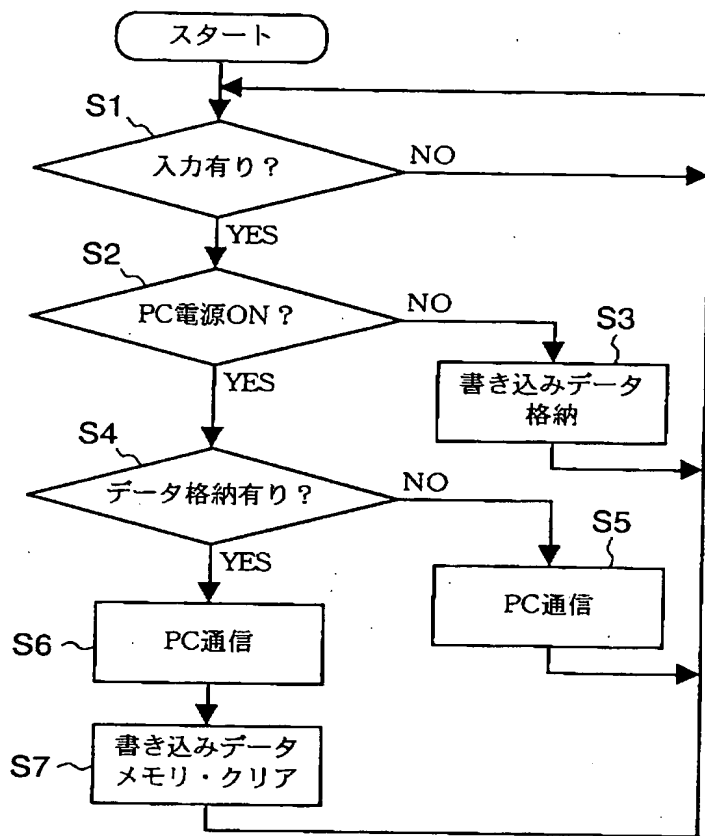 スタート
S1
入力有り？
NO
YES
S2
PC電源ON？
NO
S3
書き込みデータ
格納
YES
S4
データ格納有り？
NO
S5
PC通信
YES
S6
PC通信
S7
書き込みデータ
メモリ・クリア